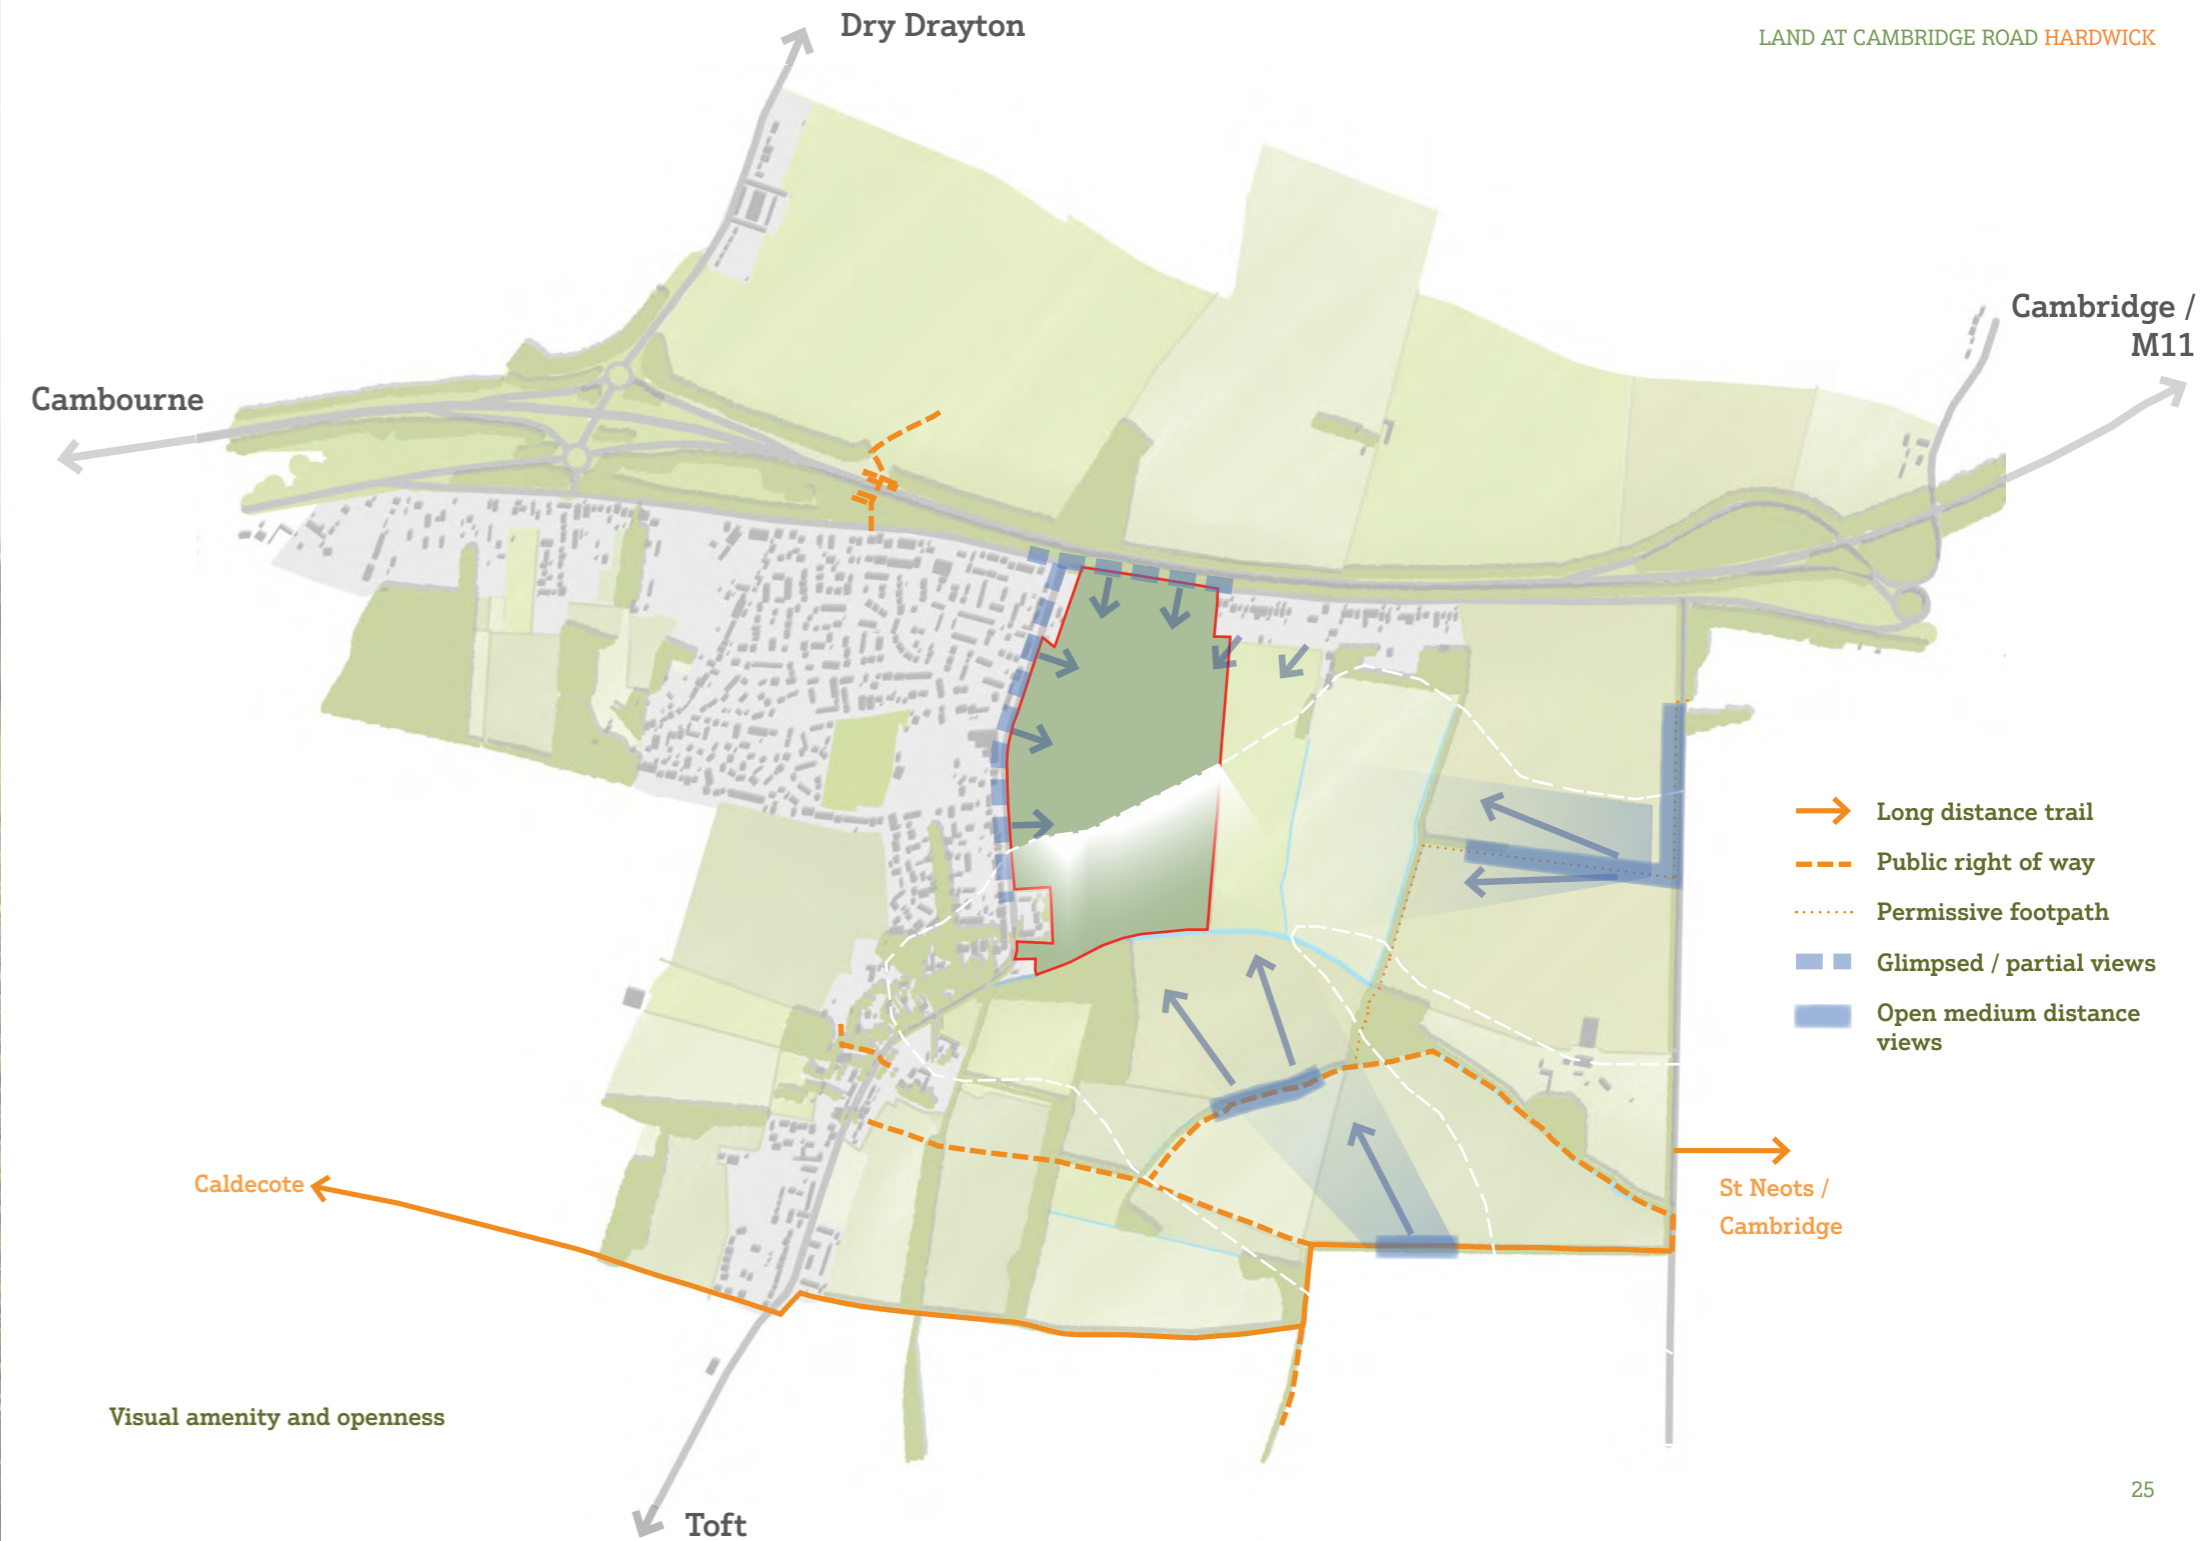 LAND AT CAMBRIDGE ROAD HARDWICK
Dry Drayton
Cambridge /
M11
Cambourne
Long distance trail
Public right of way
Permissive footpath
Glimpsed / partial views
Open medium distance
views
Caldecote
St Neots /
Cambridge
Visual amenity and openness
Toft
25